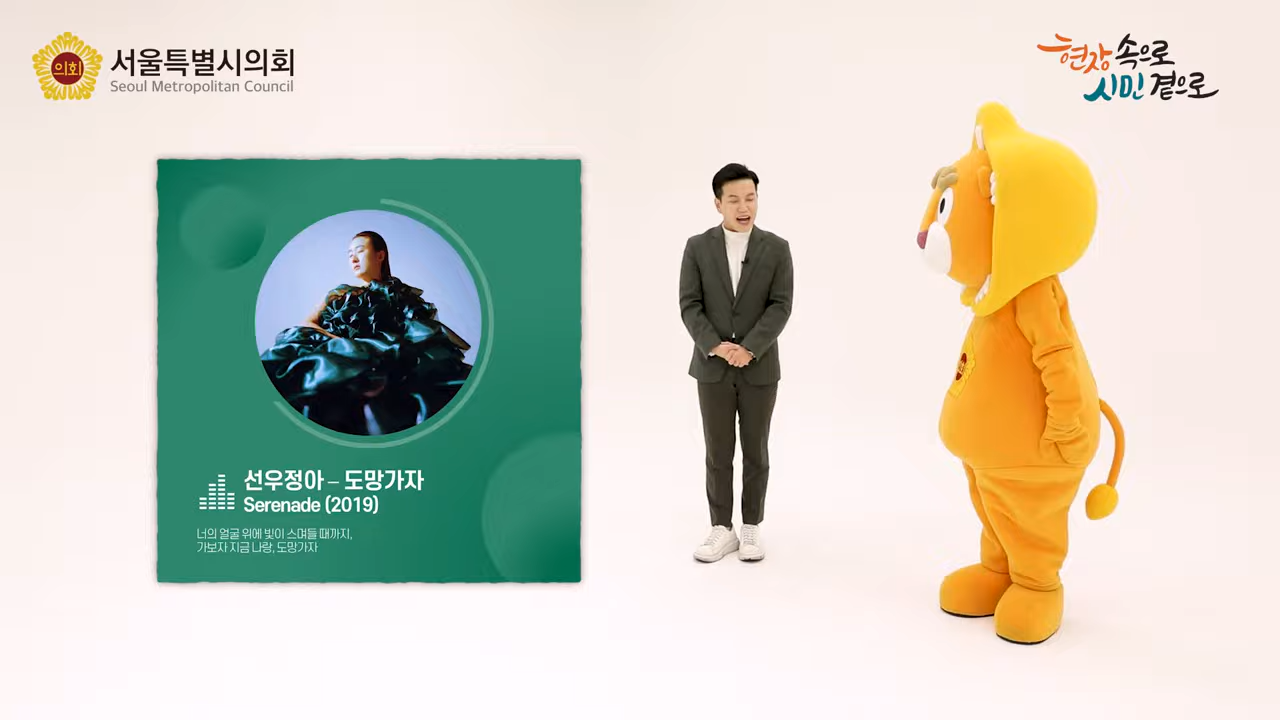 의회
서울특별시의회
Seoul Metropolitan Council
현장 속으로
시민 곁으로
선우정아 – 도망가자
Serenade (2019)
너의 얼굴 위에 빛이 스며들 때까지,
가보자 지금 나랑, 도망가자